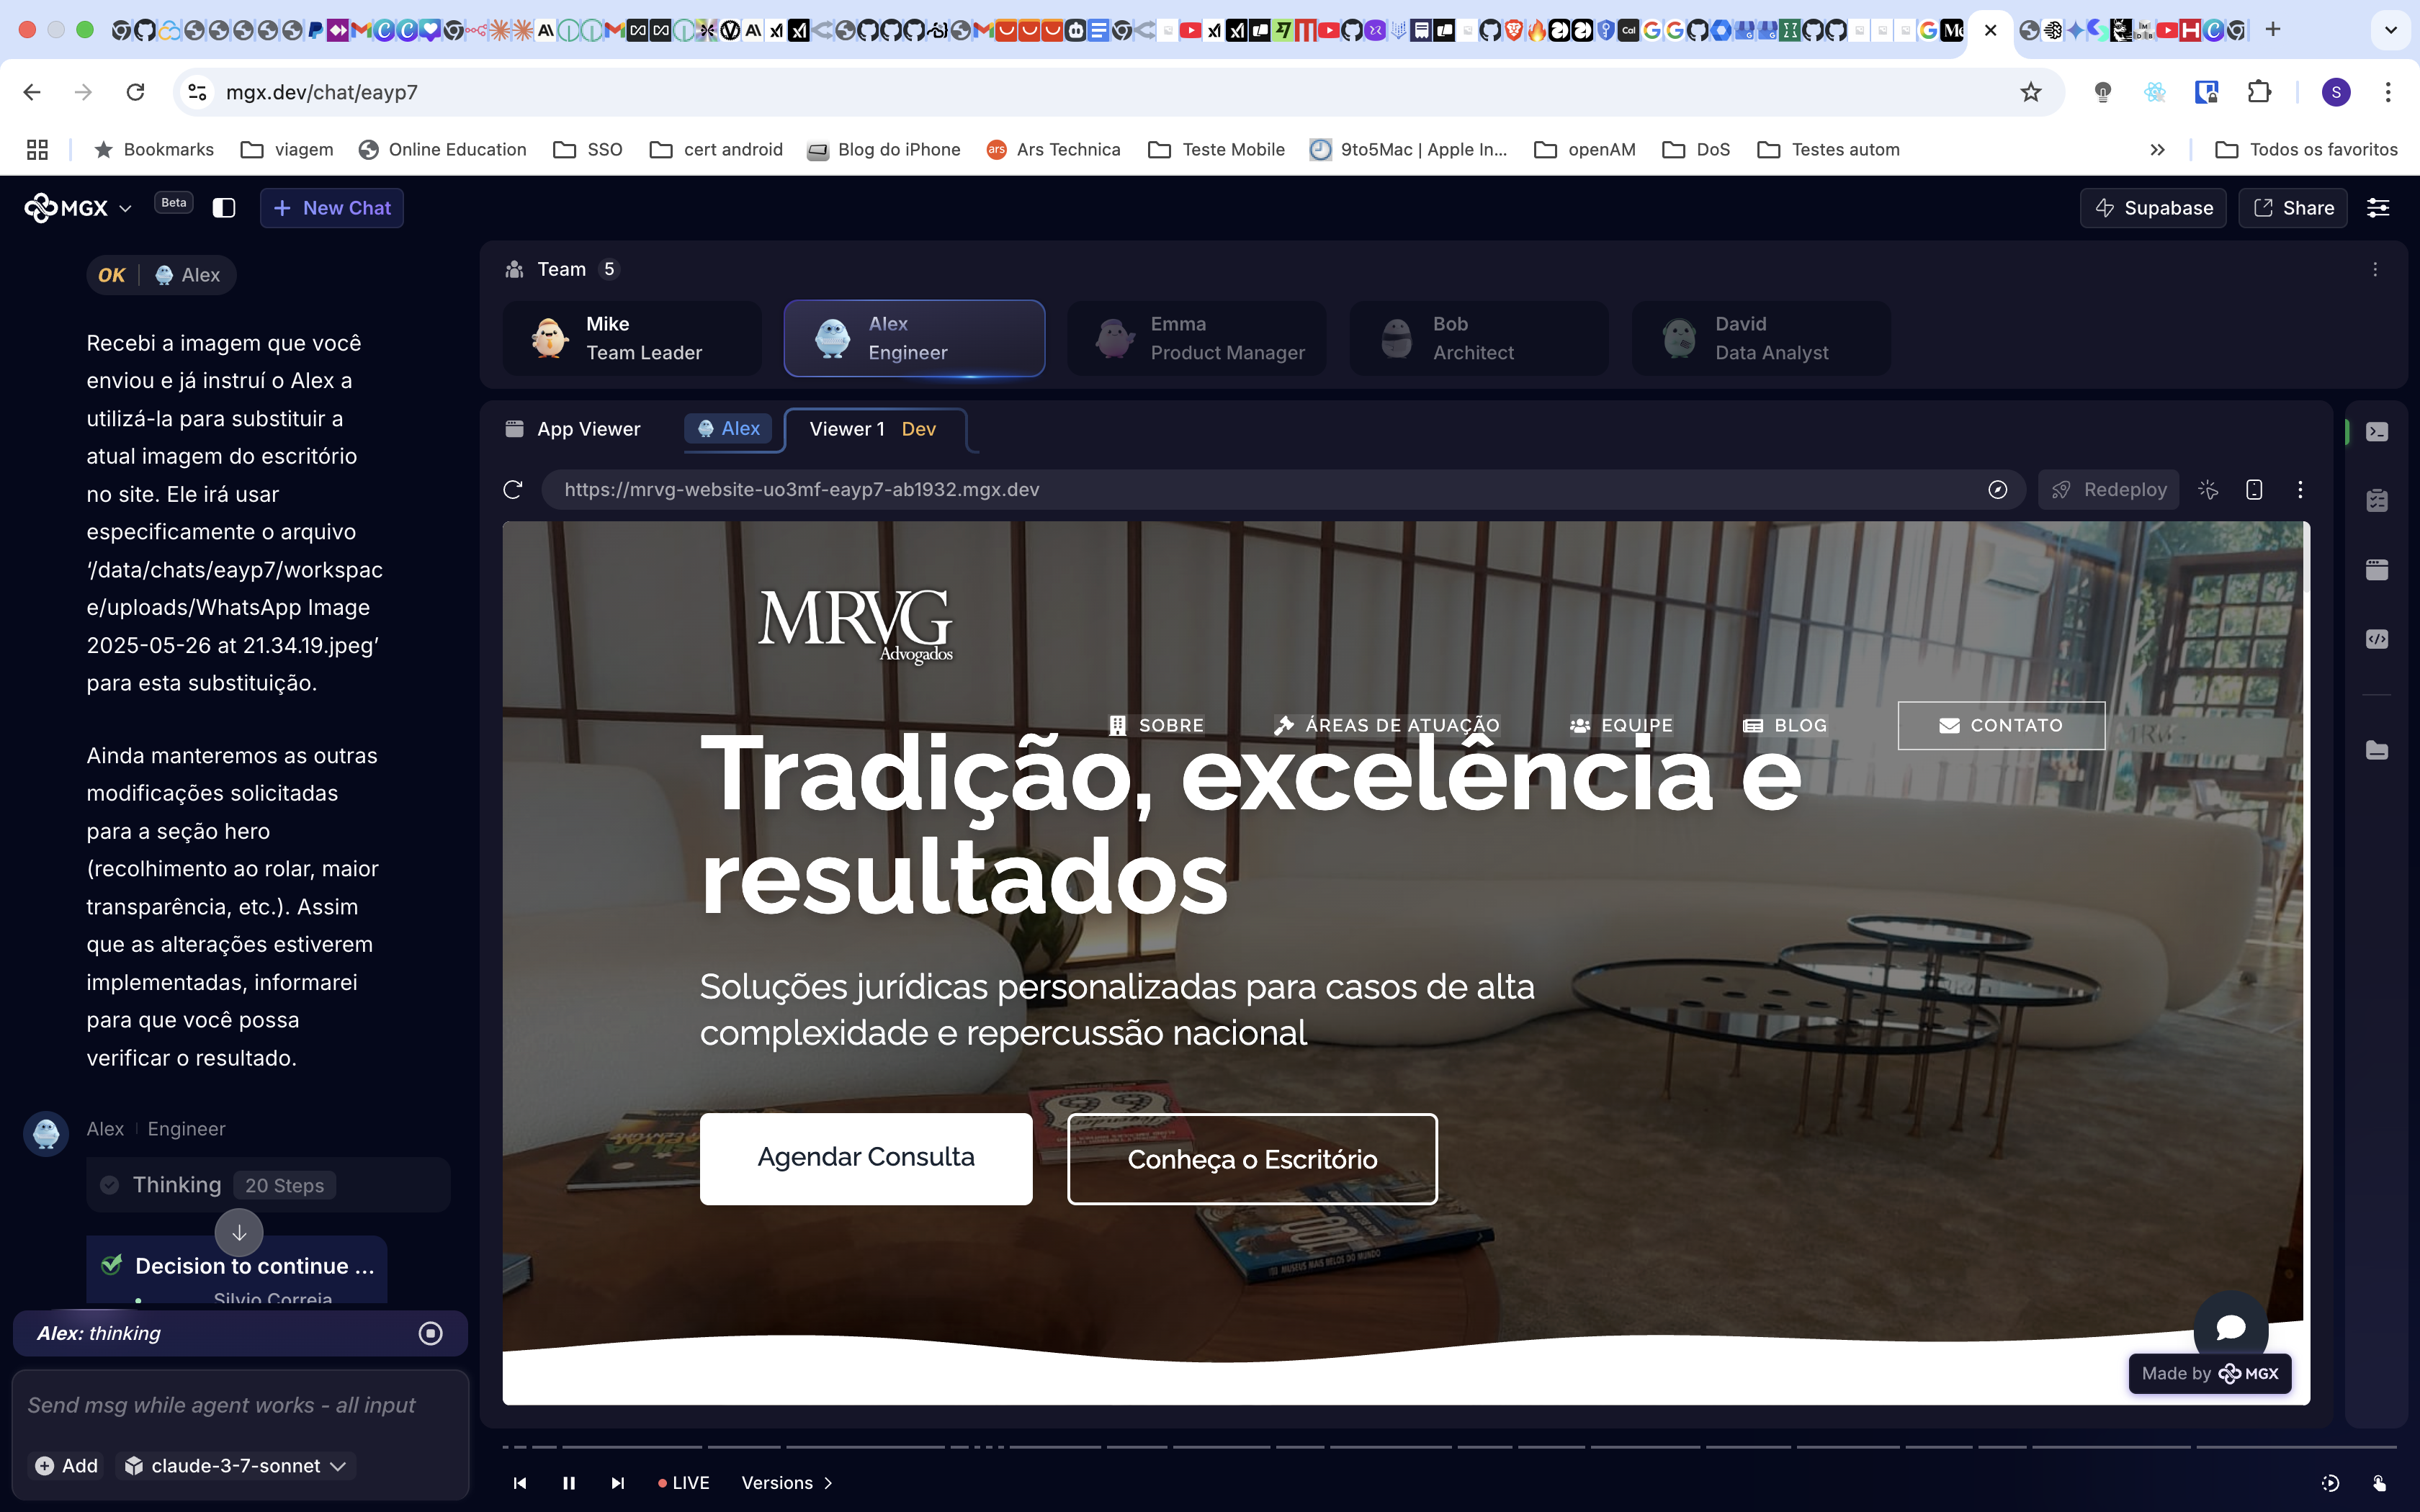 mgx.dev/chat/eayp7
S
Bookmarks
viagem
Online Education
SSO
cert android
Blog do iPhone
Ars Technica
Teste Mobile
9to5Mac | Apple In...
openAM
DoS
Testes autom
Todos os favoritos
MGX
Beta
New Chat
Supabase
Share
OK
Alex
Recebi a imagem que você
enviou e já instruí o Alex a
utilizá-la para substituir a
atual imagem do escritório
no site. Ele irá usar
especificamente o arquivo
‘/data/chats/eayp7/workspac
e/uploads/WhatsApp Image
2025-05-26 at 21.34.19.jpeg’
para esta substituição.
Ainda manteremos as outras
modificações solicitadas
para a seção hero
(recolhimento ao rolar, maior
transparência, etc.). Assim
que as alterações estiverem
implementadas, informarei
para que você possa
verificar o resultado.
Alex
Engineer
Thinking
20 Steps
Decision to continue ...
Silvio Correia
Alex: thinking
Send msg while agent works - all input
Add
claude-3-7-sonnet
Team
5
Mike
Team Leader
Alex
Engineer
Emma
Product Manager
Bob
Architect
David
Data Analyst
App Viewer
Alex
Viewer 1
Dev
https://mrvg-website-uo3mf-eayp7-ab1932.mgx.dev
Redeploy
MRVG
Advogados
SOBRE
ÁREAS DE ATUAÇÃO
EQUIPE
BLOG
CONTATO
Tradição, excelência e
resultados
Soluções jurídicas personalizadas para casos de alta
complexidade e repercussão nacional
Agendar Consulta
Conheça o Escritório
Made by
MGX
LIVE
Versions